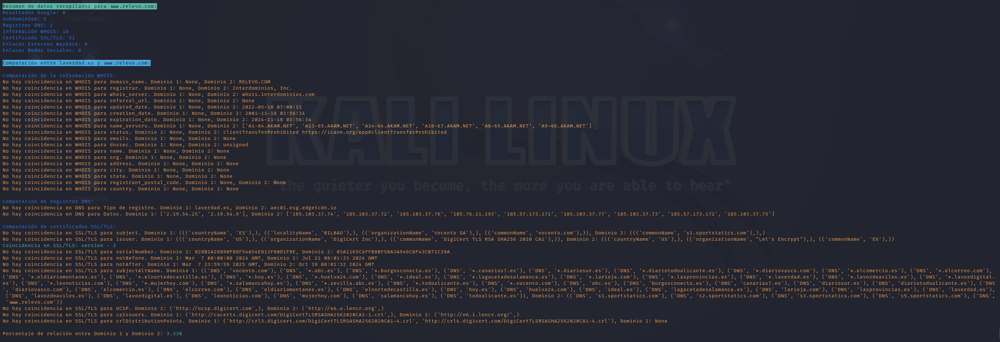 Resumen de datos recopilados para www.relevo.com:
Resultados Google: 0
Subdominios: 1
holamundo...
Registros DNS: 2
Información WHOIS: 18
Certificado SSL/TLS: Si
Enlaces Externos Wayback: 8
Enlaces Redes Sociales: 0
Comparación entre laverdad.es y www.relevo.com:
Comparación de la información WHOIS:
No hay coincidencia en WHOIS para domain_name. Dominio 1: None, Dominio 2: RELEVO.COM
No hay coincidencia en WHOIS para registrar. Dominio 1: None, Dominio 2: Interdominios, Inc.
No hay coincidencia en WHOIS para whois_server. Dominio 1: None, Dominio 2: whois.interdominios.com
No hay coincidencia en WHOIS para referral_url. Dominio 1: None, Dominio 2: None
No hay coincidencia en WHOIS para updated_date. Dominio 1: None, Dominio 2: 2022-05-18 07:00:11
No hay coincidencia en WHOIS para creation_date. Dominio 1: None, Dominio 2: 2001-11-18 03:56:34
No hay coincidencia en WHOIS para expiration_date. Dominio 1: None, Dominio 2: 2024-11-18 03:56:34
No hay coincidencia en WHOIS para name_servers. Dominio 1: None, Dominio 2: ['A1-84.AKAM.NET', 'A13-65.AKAM.NET', 'A14-64.AKAM.NET', 'A16-67.AKAM.NET', 'A8-65.AKAM.NET', 'A9-66.AKAM.NET']
No hay coincidencia en WHOIS para status. Dominio 1: None, Dominio 2: clientTransferProhibited https://icann.org/epp#clientTransferProhibited
No hay coincidencia en WHOIS para emails. Dominio 1: None, Dominio 2: None
No hay coincidencia en WHOIS para dnssec. Dominio 1: None, Dominio 2: unsigned
No hay coincidencia en WHOIS para name. Dominio 1: None, Dominio 2: None
No hay coincidencia en WHOIS para org. Dominio 1: None, Dominio 2: None
No hay coincidencia en WHOIS para address. Dominio 1: None, Dominio 2: None
No hay coincidencia en WHOIS para city. Dominio 1: None, Dominio 2: None
No hay coincidencia en WHOIS para state. Dominio 1: None, Dominio 2: None
No hay coincidencia en WHOIS para registrant_postal_code. Dominio 1: None, Dominio 2: None
No hay coincidencia en WHOIS para country. Dominio 1: None, Dominio 2: None
KALI LINUX
"the quieter you become, the more you are able to hear"
resultados
Comparación de registros DNS:
No hay coincidencia en DNS para Tipo de registro. Dominio 1: laverdad.es, Dominio 2: aec01.esg.edgetcdn.io
No hay coincidencia en DNS para Datos. Dominio 1: ['2.19.54.25', '2.19.54.9'], Dominio 2: ['185.103.37.74', '185.103.37.72', '185.103.37.76', '185.76.11.193', '185.57.173.171', '185.103.37.77', '185.103.37.73', '185.57.173.172', '185.103.37.75']
Comparación de certificados SSL/TLS:
No hay coincidencia en SSL/TLS para subject. Dominio 1: ((('countryName', 'ES'),), (('localityName', 'BILBAO'),), (('organizationName', 'Vocento SA'),), (('commonName', 'vocento.com'),)), Dominio 2: ((('commonName', 's1.sportstatics.com'),),)
No hay coincidencia en SSL/TLS para issuer. Dominio 1: ((('countryName', 'US'),), (('organizationName', 'DigiCert Inc'),), (('commonName', 'DigiCert TLS RSA SHA256 2020 CA1'),)), Dominio 2: ((('countryName', 'US'),), (('organizationName', "Let's Encrypt"),), (('commonName', 'E6'),))
Coincidencia en SSL/TLS: version - 3
No hay coincidencia en SSL/TLS para serialNumber. Dominio 1: 028B2A28890F88F54A54E813F80D1F8E, Dominio 2: 03A1165C4FFB8BF50A3A946C8F43CB71C39A
No hay coincidencia en SSL/TLS para notBefore. Dominio 1: Mar  7 00:00:00 2024 GMT, Dominio 2: Jul 21 08:01:33 2024 GMT
No hay coincidencia en SSL/TLS para notAfter. Dominio 1: Mar  7 23:59:59 2025 GMT, Dominio 2: Oct 19 08:01:32 2024 GMT
No hay coincidencia en SSL/TLS para subjectAltName. Dominio 1: (('DNS', 'vocento.com'), ('DNS', '*.abc.es'), ('DNS', '*.burgosconecta.es'), ('DNS', '*.canarias7.es'), ('DNS', '*.diariosur.es'), ('DNS', '*.diariotodoalicante.es'), ('DNS', '*.diariovasco.com'), ('DNS', '*.elcomercio.es'), ('DNS', '*.elcorreo.com'),
('DNS', '*.eldiariomontanes.es'), ('DNS', '*.elnortedecastilla.es'), ('DNS', '*.hoy.es'), ('DNS', '*.huelva24.com'), ('DNS', '*.ideal.es'), ('DNS', '*.lagacetadesalamanca.es'), ('DNS', '*.larioja.com'), ('DNS', '*.lasprovincias.es'), ('DNS', '*.laverdad.es'), ('DNS', '*.lavozdeaviles.es'), ('DNS', '*.lavozdigital.
es'), ('DNS', '*.leonoticias.com'), ('DNS', '*.mujerhoy.com'), ('DNS', '*.salamancahoy.es'), ('DNS', '*.sevilla.abc.es'), ('DNS', '*.todoalicante.es'), ('DNS', '*.vocento.com'), ('DNS', 'abc.es'), ('DNS', 'burgosconecta.es'), ('DNS', 'canarias7.es'), ('DNS', 'diariosur.es'), ('DNS', 'diariotodoalicante.es'), ('DNS
', 'diariovasco.com'), ('DNS', 'elcomercio.es'), ('DNS', 'elcorreo.com'), ('DNS', 'eldiariomontanes.es'), ('DNS', 'elnortedecastilla.es'), ('DNS', 'hoy.es'), ('DNS', 'huelva24.com'), ('DNS', 'ideal.es'), ('DNS', 'lagacetadesalamanca.es'), ('DNS', 'larioja.com'), ('DNS', 'lasprovincias.es'), ('DNS', 'laverdad.es'),
('DNS', 'lavozdeaviles.es'), ('DNS', 'lavozdigital.es'), ('DNS', 'leonoticias.com'), ('DNS', 'mujerhoy.com'), ('DNS', 'salamancahoy.es'), ('DNS', 'todoalicante.es')), Dominio 2: (('DNS', 's1.sportstatics.com'), ('DNS', 's2.sportstatics.com'), ('DNS', 's3.sportstatics.com'), ('DNS', 's5.sportstatics.com'), ('DNS',
'www.relevo.com'))
No hay coincidencia en SSL/TLS para OCSP. Dominio 1: ('http://ocsp.digicert.com',), Dominio 2: ('http://e6.o.lencr.org',)
No hay coincidencia en SSL/TLS para caIssuers. Dominio 1: ('http://cacerts.digicert.com/DigiCertTLSRSASHA2562020CA1-1.crt',), Dominio 2: ('http://e6.i.lencr.org/',)
No hay coincidencia en SSL/TLS para crlDistributionPoints. Dominio 1: ('http://crl3.digicert.com/DigiCertTLSRSASHA2562020CA1-4.crl', 'http://crl4.digicert.com/DigiCertTLSRSASHA2562020CA1-4.crl'), Dominio 2: None
Porcentaje de relación entre Dominio 1 y Dominio 2: 3.33%